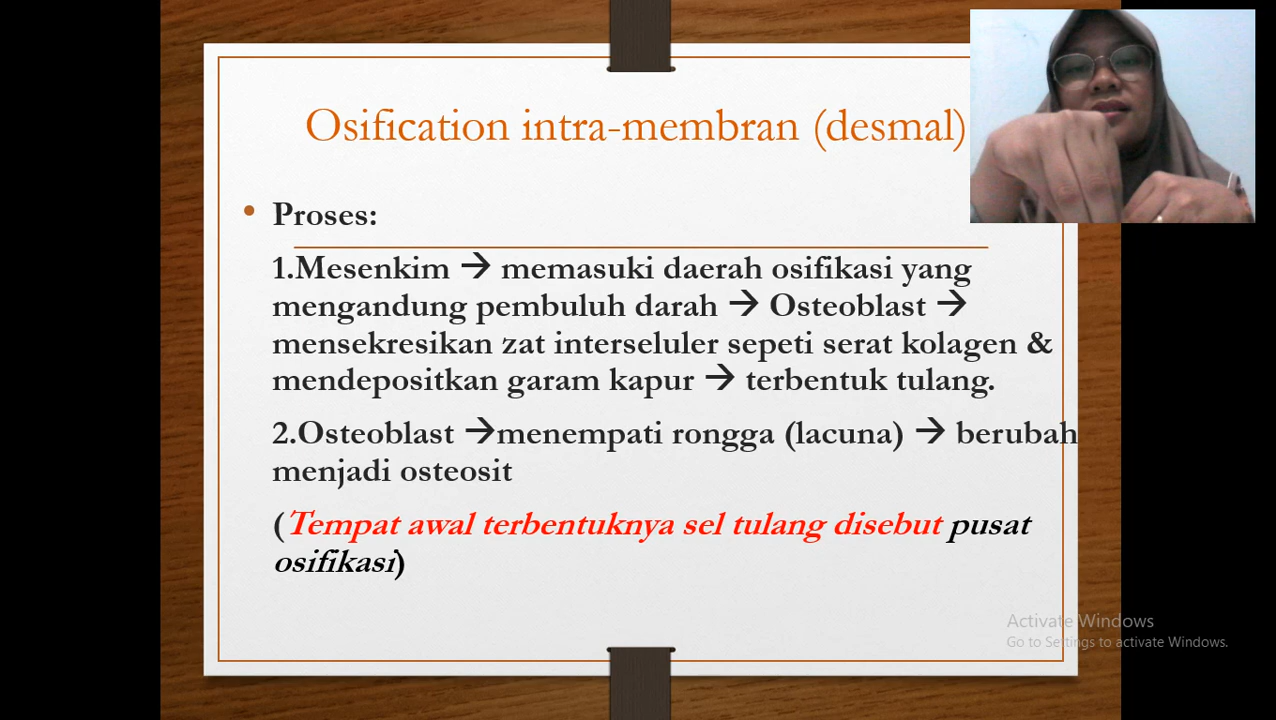 Osification intra-membran (desmal)
• Proses:
1.Mesenkim → memasuki daerah osifikasi yang
mengandung pembuluh darah → Osteoblast →
mensekresikan zat interseluler sepeti serat kolagen &
mendepositkan garam kapur → terbentuk tulang.
2.Osteoblast →menempati rongga (lacuna) → berubah
menjadi osteosit
(Tempat awal terbentuknya sel tulang disebut pusat
osifikasi)
Activate Windows
Go to Settings to activate Windows.